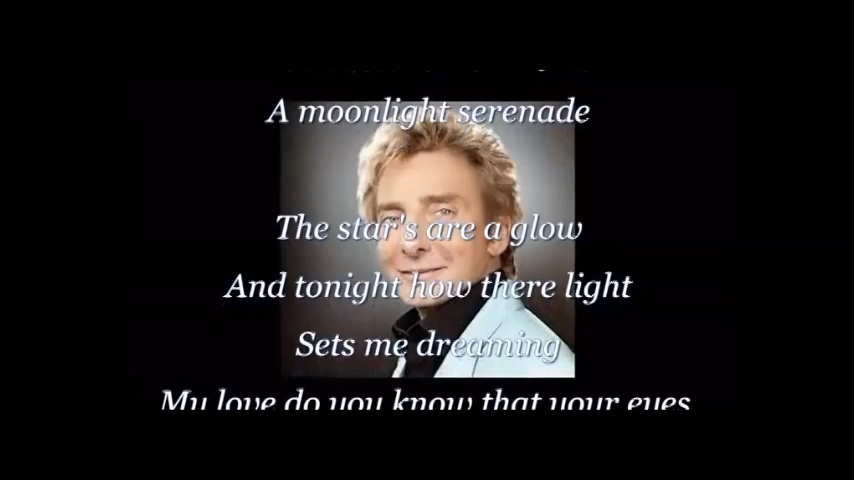 A moonlight serenade
The star's are a glow
And tonight how there light
Sets me dreaming
My love do you know that your eyes